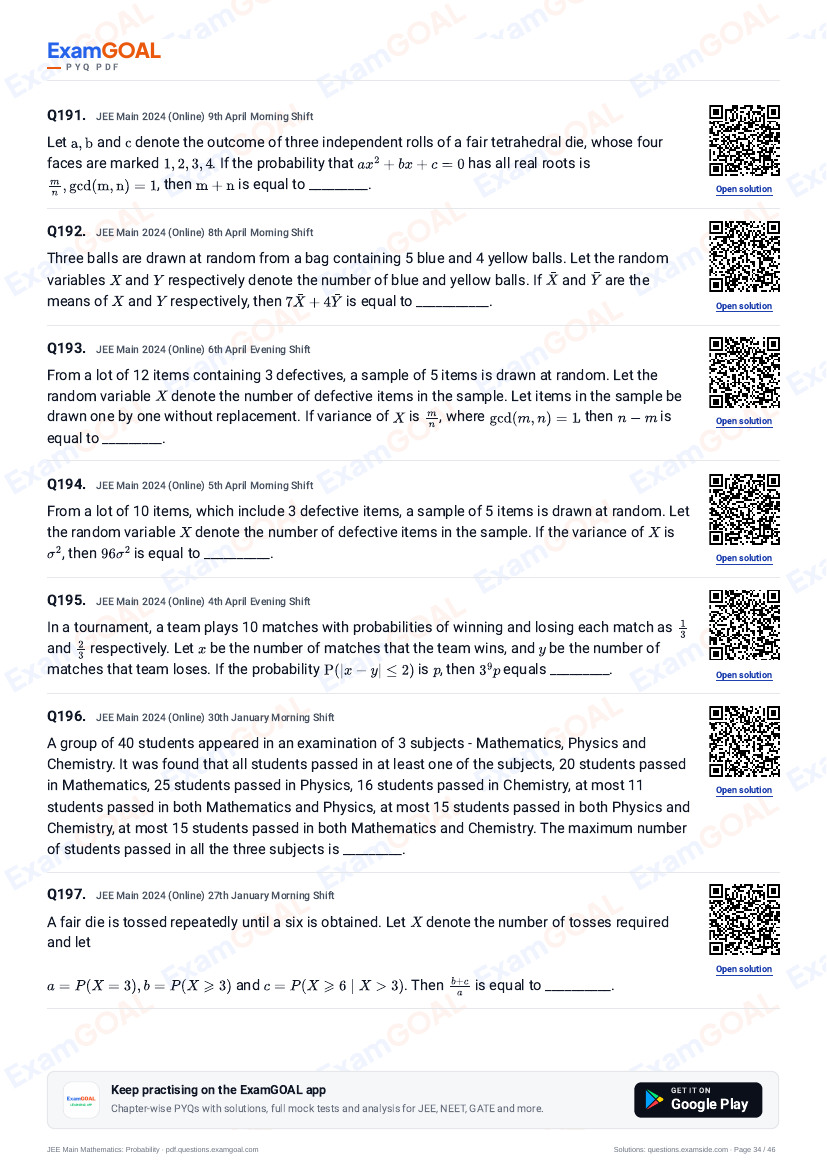 ExamGOAL
PYQ PDF
Q191. JEE Main 2024 (Online) 9th April Morning Shift
Let a, b and c denote the outcome of three independent rolls of a fair tetrahedral die, whose four
faces are marked 1, 2, 3, 4. If the probability that ax² + bx + c = 0 has all real roots is
m/n, gcd(m, n) = 1, then m + n is equal to _________.
Open solution
Q192. JEE Main 2024 (Online) 8th April Morning Shift
Three balls are drawn at random from a bag containing 5 blue and 4 yellow balls. Let the random
variables X and Y respectively denote the number of blue and yellow balls. If X̄ and Ȳ are the
means of X and Y respectively, then 7X̄ + 4Ȳ is equal to ___________.
Open solution
Q193. JEE Main 2024 (Online) 6th April Evening Shift
From a lot of 12 items containing 3 defectives, a sample of 5 items is drawn at random. Let the
random variable X denote the number of defective items in the sample. Let items in the sample be
drawn one by one without replacement. If variance of X is m/n, where gcd(m, n) = 1, then n − m is
equal to _________.
Open solution
Q194. JEE Main 2024 (Online) 5th April Morning Shift
From a lot of 10 items, which include 3 defective items, a sample of 5 items is drawn at random. Let
the random variable X denote the number of defective items in the sample. If the variance of X is
σ², then 96σ² is equal to __________.
Open solution
Q195. JEE Main 2024 (Online) 4th April Evening Shift
In a tournament, a team plays 10 matches with probabilities of winning and losing each match as 1/3
and 2/3 respectively. Let x be the number of matches that the team wins, and y be the number of
matches that team loses. If the probability P(|x − y| ≤ 2) is p, then 3⁹p equals _________.
Open solution
Q196. JEE Main 2024 (Online) 30th January Morning Shift
A group of 40 students appeared in an examination of 3 subjects - Mathematics, Physics and
Chemistry. It was found that all students passed in at least one of the subjects, 20 students passed
in Mathematics, 25 students passed in Physics, 16 students passed in Chemistry, at most 11
students passed in both Mathematics and Physics, at most 15 students passed in both Physics and
Chemistry, at most 15 students passed in both Mathematics and Chemistry. The maximum number
of students passed in all the three subjects is _________.
Open solution
Q197. JEE Main 2024 (Online) 27th January Morning Shift
A fair die is tossed repeatedly until a six is obtained. Let X denote the number of tosses required
and let
a = P(X = 3), b = P(X ⩾ 3) and c = P(X ⩾ 6 | X > 3). Then (b+c)/a is equal to __________.
Open solution
Keep practising on the ExamGOAL app
Chapter-wise PYQs with solutions, full mock tests and analysis for JEE, NEET, GATE and more.
GET IT ON
Google Play
JEE Main Mathematics: Probability · pdf.questions.examgoal.com
Solutions: questions.examside.com · Page 34 / 46